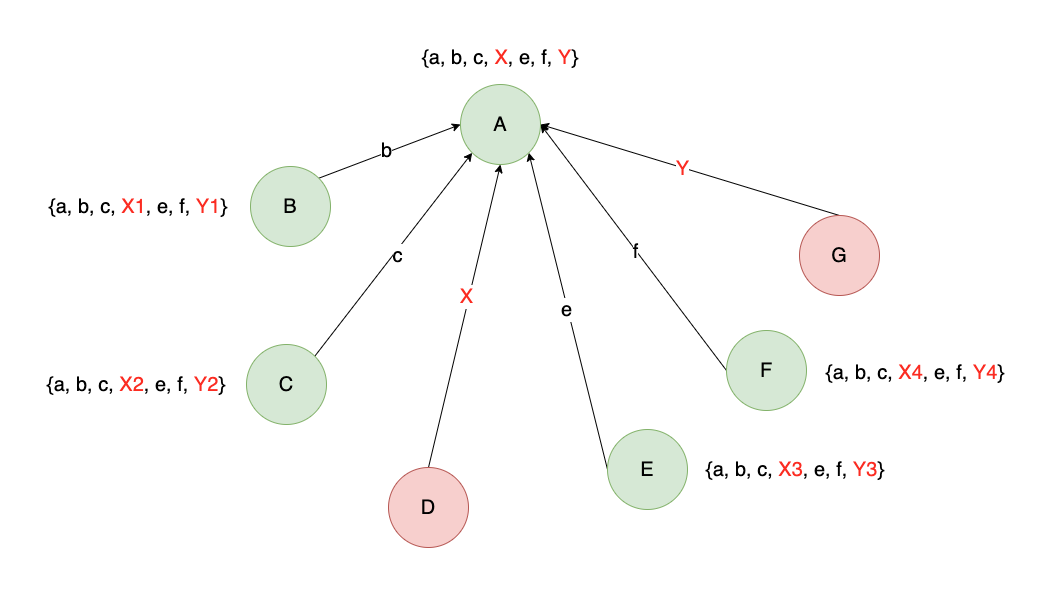 {a, b, c, X, e, f, Y}
A
b
Y
B
{a, b, c, X1, e, f, Y1}
c
f
G
X
e
{a, b, c, X2, e, f, Y2}
C
F
{a, b, c, X4, e, f, Y4}
E
{a, b, c, X3, e, f, Y3}
D